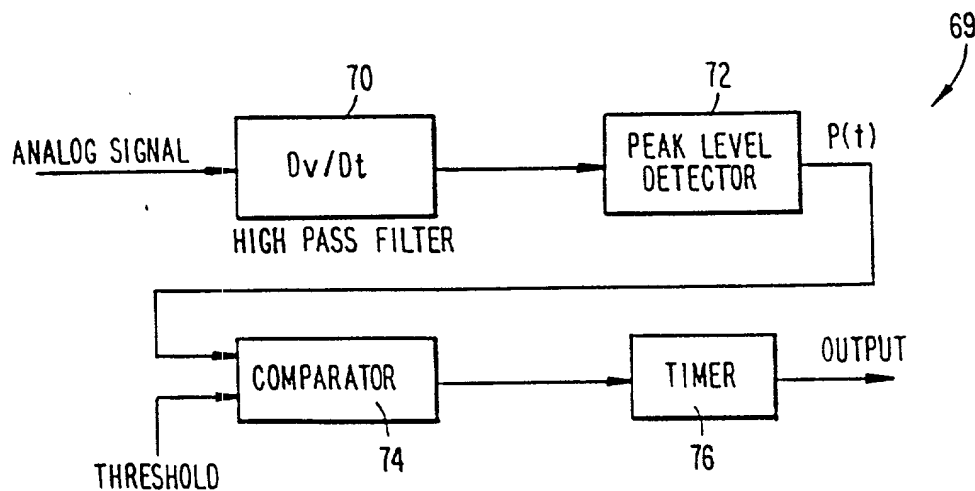 69
70
72
ANALOG SIGNAL
Dv/Dt
PEAK LEVEL
DETECTOR
P(t)
HIGH PASS FILTER
COMPARATOR
TIMER
OUTPUT
THRESHOLD
74
76